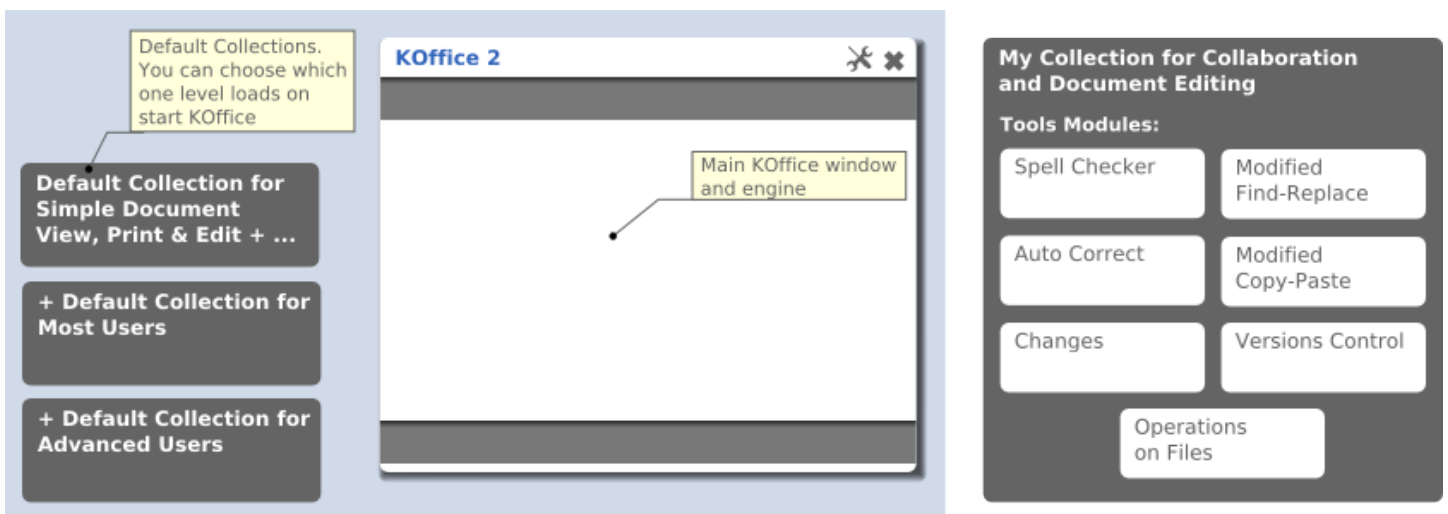 Default Collections.
You can choose which
one level loads on
start KOffice
Default Collection for
Simple Document
View, Print & Edit + ...
+ Default Collection for
Most Users
+ Default Collection for
Advanced Users
KOffice 2
Main KOffice window
and engine
My Collection for Collaboration
and Document Editing
Tools Modules:
Spell Checker
Modified
Find-Replace
Auto Correct
Modified
Copy-Paste
Changes
Versions Control
Operations
on Files